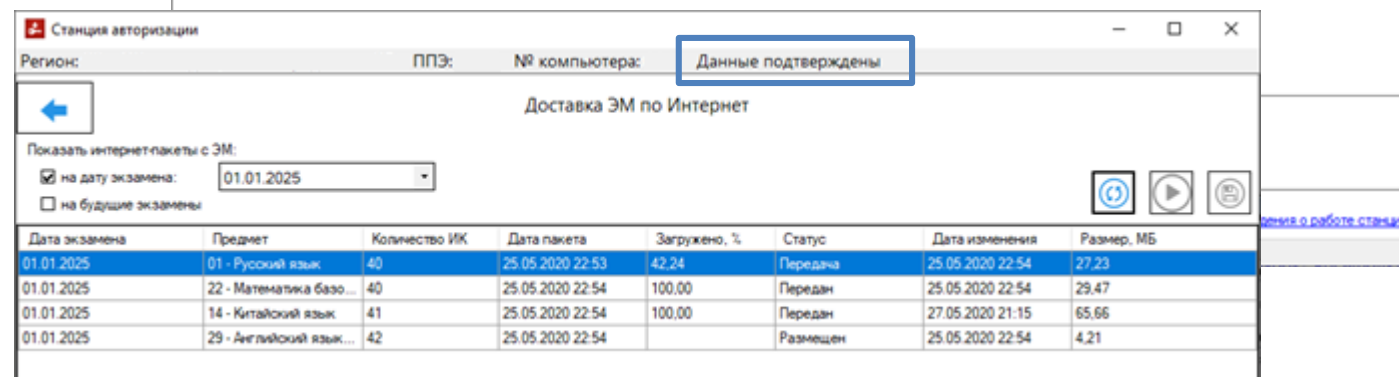 Станция авторизации
Регион: ППЭ: № компьютера: Данные подтверждены
Доставка ЭМ по Интернет
Показать интернет-пакеты с ЭМ:
на дату экзамена: 01.01.2025
на будущие экзамены
дения о работе станци
Дата экзамена Предмет Количество ИК Дата пакета Загружено, % Статус Дата изменения Размер, МБ
01.01.2025 01 - Русский язык 40 25.05.2020 22:53 42,24 Передача 25.05.2020 22:54 27,23
01.01.2025 22 - Математика базо... 40 25.05.2020 22:54 100,00 Передан 25.05.2020 22:54 29,47
01.01.2025 14 - Китайский язык 41 25.05.2020 22:54 100,00 Передан 27.05.2020 21:15 65,66
01.01.2025 29 - Английский язык... 42 25.05.2020 22:54 Размещен 25.05.2020 22:54 4,21